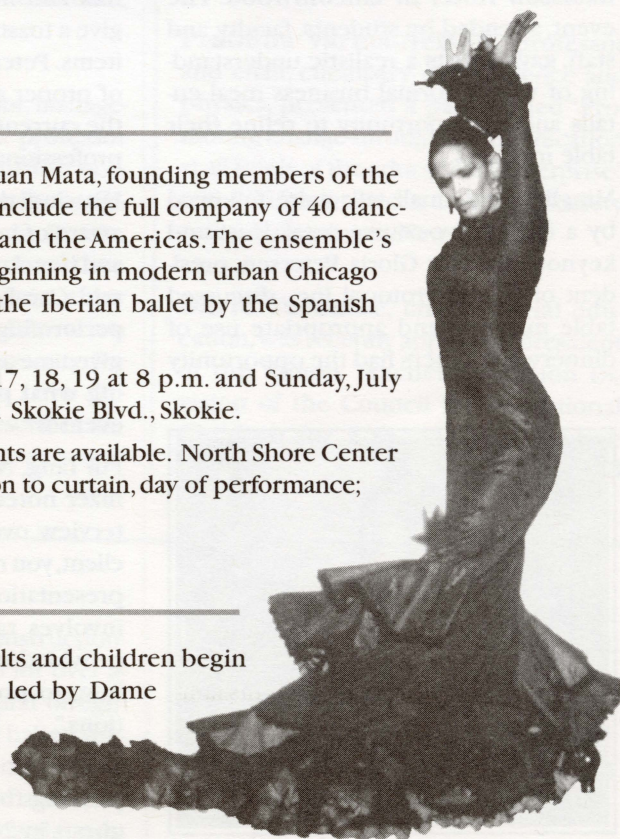 uan Mata, founding members of the
nclude the full company of 40 danc-
and the Americas. The ensemble's
ginning in modern urban Chicago
the Iberian ballet by the Spanish
7, 18, 19 at 8 p.m. and Sunday, July
Skokie Blvd., Skokie.
nts are available. North Shore Center
on to curtain, day of performance;
lts and children begin
led by Dame